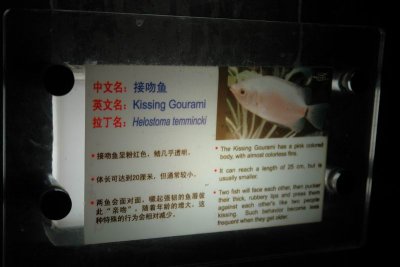 中文名：接吻鱼
英文名：Kissing Gourami
拉丁名：Helostoma temmincki
• 接吻鱼呈粉红色，鳍几乎透明。
• 体长可达到20厘米，但通常较小。
• 两鱼会面对面，噘起强韧的鱼唇彼
此“亲吻”，随着年龄的增大，这
种特殊的行为会相对减少。
• The Kissing Gourami has a pink colored
body, with almost colorless fins.
• It can reach a length of 25 cm, but is
usually smaller.
• Two fish will face each other, then pucker
their thick, rubbery lips and press them
against each other's like two people
kissing. Such behavior become less
frequent when they get older.